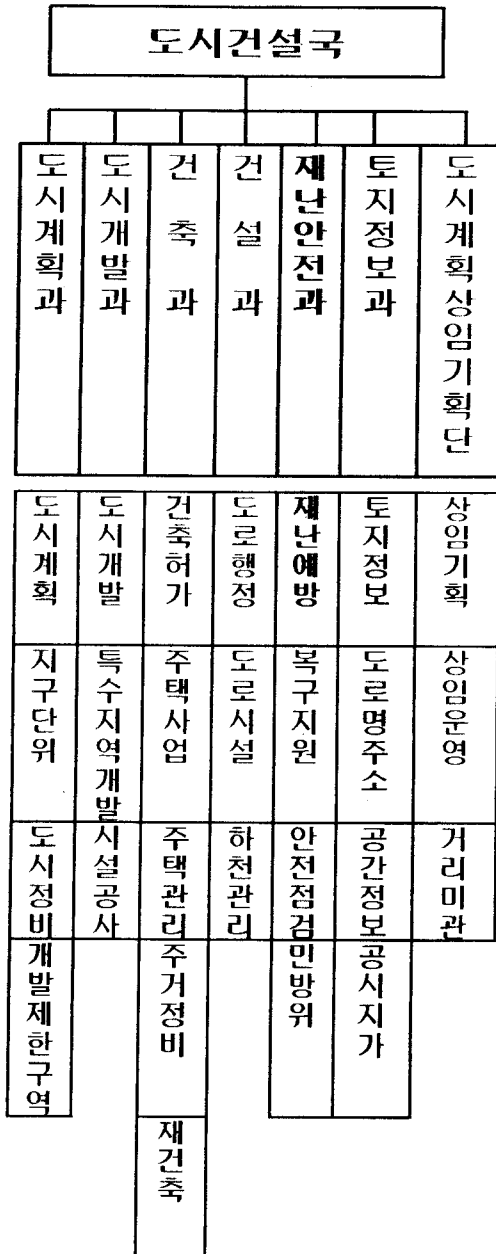 도시건설국
도시계획과
도시개발과
건축과
건설과
재난안전과
토지정보과
도시계획상임기획단
도시계획
도시개발
건축허가
도로행정
재난예방
토지정보
상임기획
지구단위
특수지역개발
주택사업
도로시설
복구지원
도로명주소
상임운영
도시정비
시설공사
주택관리
하천관리
안전점검
공간정보
거리미관
개발제한구역
주거정비
민방위
공시지가
재건축